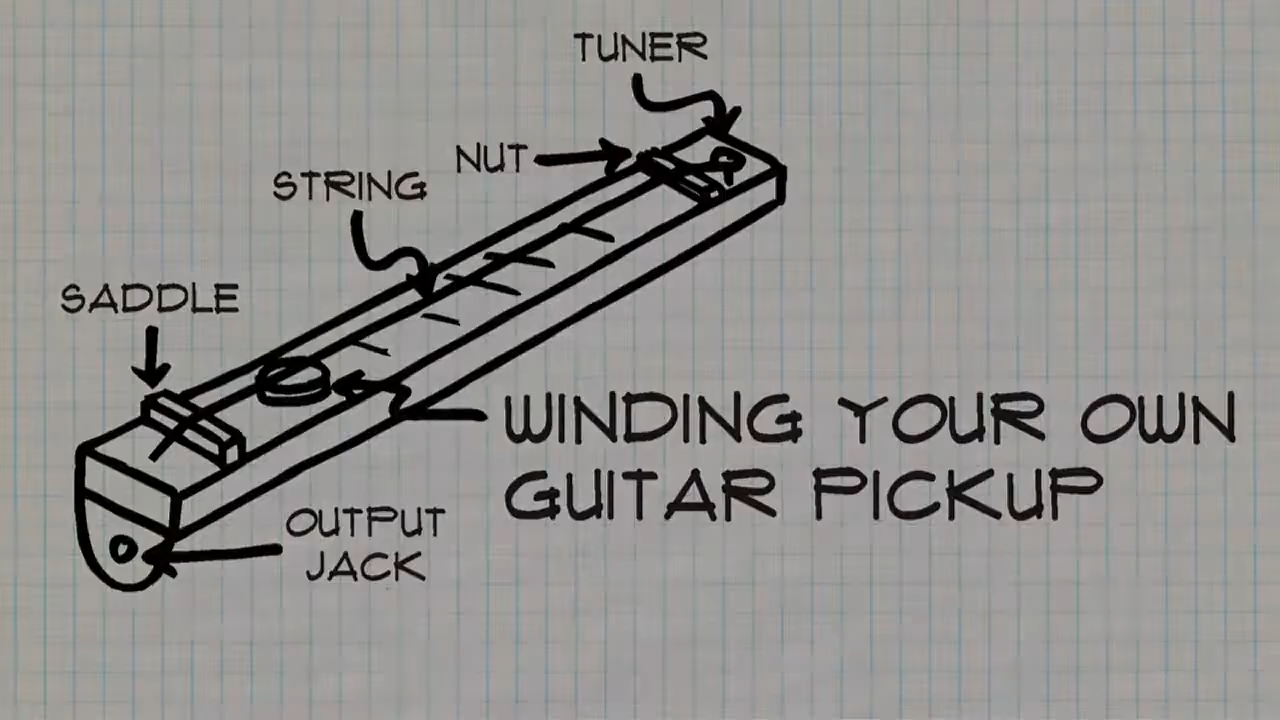 TUNER
NUT
STRING
SADDLE
WINDING YOUR OWN
GUITAR PICKUP
OUTPUT
JACK